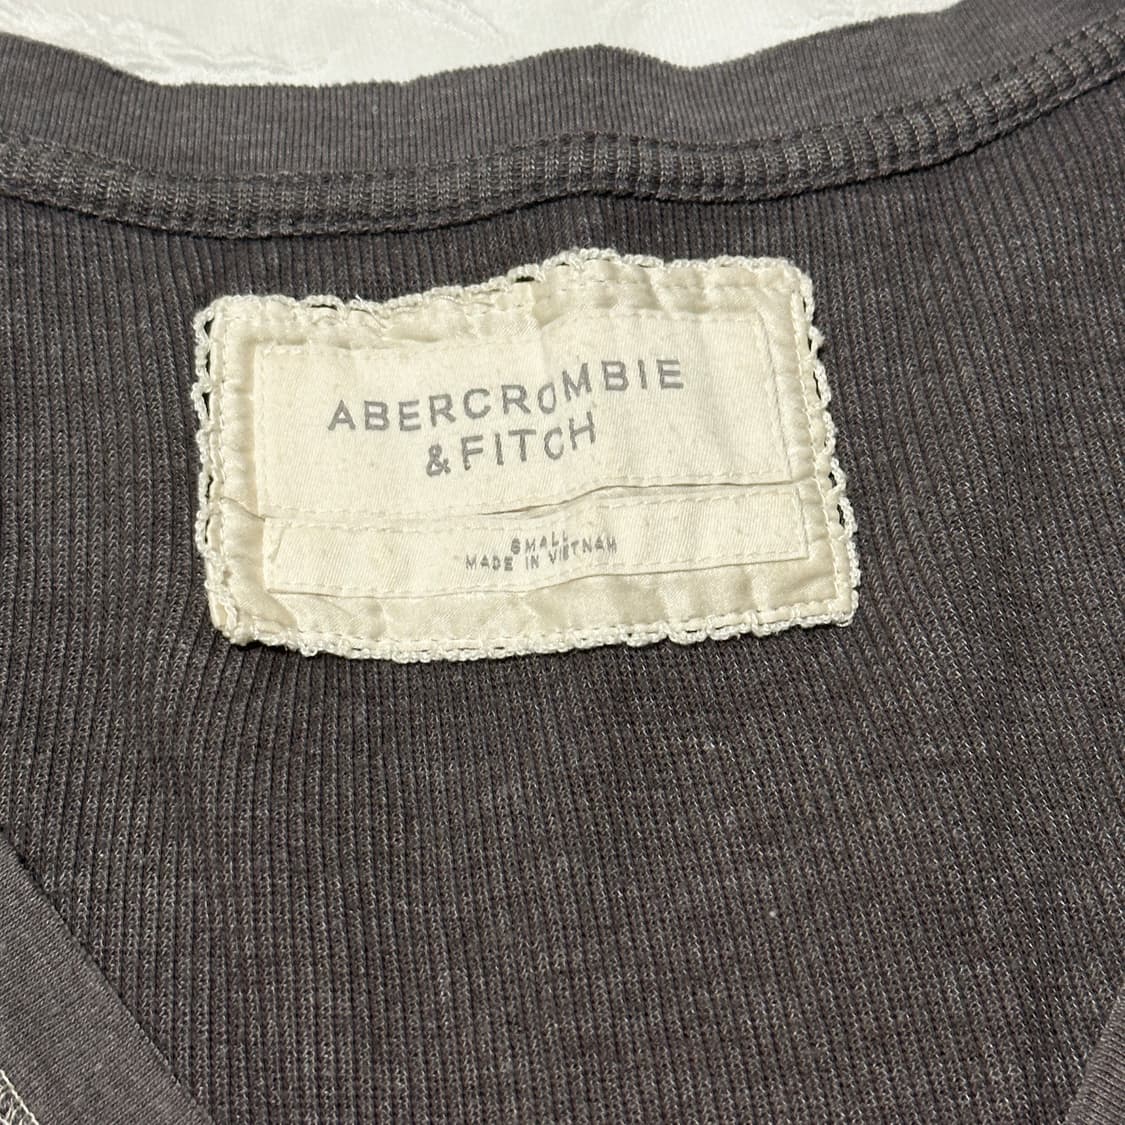 ABERCROMBIE
& FITCH
SMALL
MADE IN VIETNAM